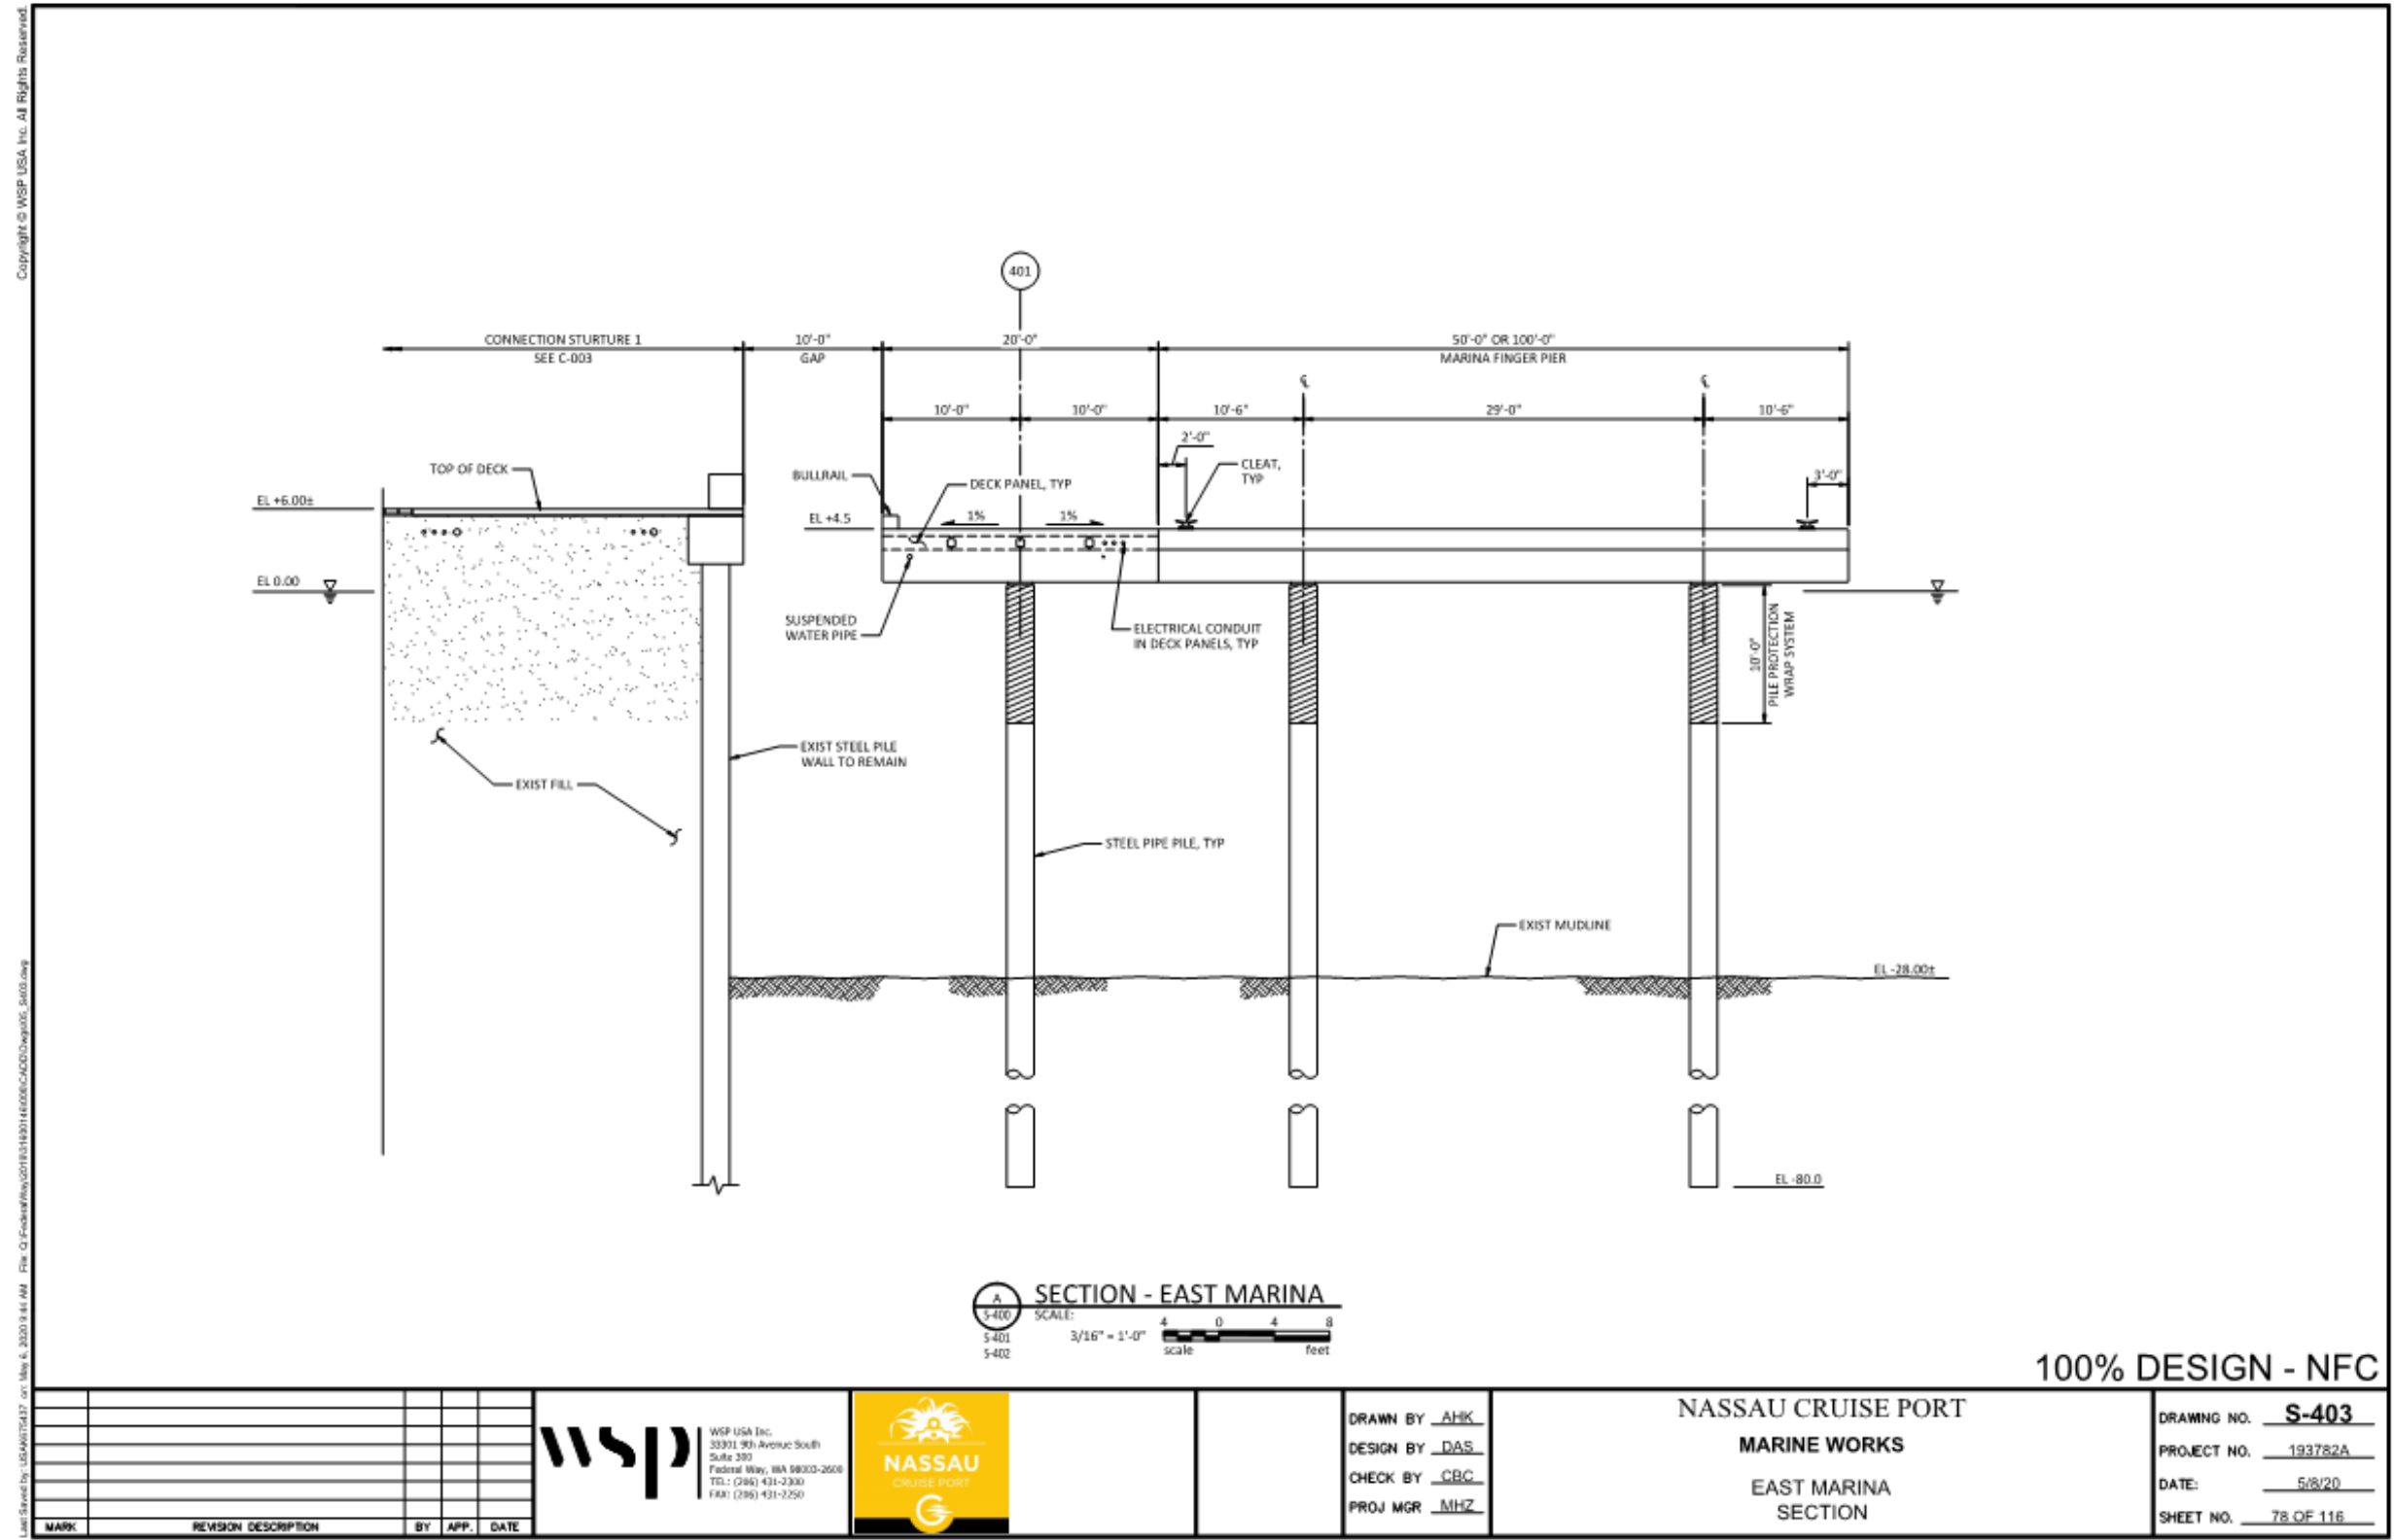 Copyright © WSP USA Inc. All Rights Reserved.
401
CONNECTION STURTURE 1
SEE C-003
10'-0"
GAP
20'-0"
50'-0" OR 100'-0"
MARINA FINGER PIER
10'-0"
10'-0"
10'-6"
29'-0"
10'-6"
2'-0"
3'-0"
TOP OF DECK
BULLRAIL
DECK PANEL, TYP
CLEAT,
TYP
EL +6.00±
EL +4.5
1%
1%
EL 0.00
SUSPENDED
WATER PIPE
ELECTRICAL CONDUIT
IN DECK PANELS, TYP
10'-0"
PILE PROTECTION
WRAP SYSTEM
EXIST STEEL PILE
WALL TO REMAIN
EXIST FILL
STEEL PIPE PILE, TYP
EXIST MUDLINE
EL -28.00±
EL -80.0
A
S-400
S-401
S-402
SECTION - EAST MARINA
SCALE:
3/16" = 1'-0"
4 0 4 8
scale feet
100% DESIGN - NFC
MARK REVISION DESCRIPTION BY APP. DATE
wsp
WSP USA Inc.
33301 9th Avenue South
Suite 300
Federal Way, WA 98003-2600
TEL: (206) 431-2300
FAX: (206) 431-2250
NASSAU
CRUISE PORT
G
DRAWN BY AHK
DESIGN BY DAS
CHECK BY CBC
PROJ MGR MHZ
NASSAU CRUISE PORT
MARINE WORKS
EAST MARINA
SECTION
DRAWING NO. S-403
PROJECT NO. 193782A
DATE: 5/8/20
SHEET NO. 78 OF 116